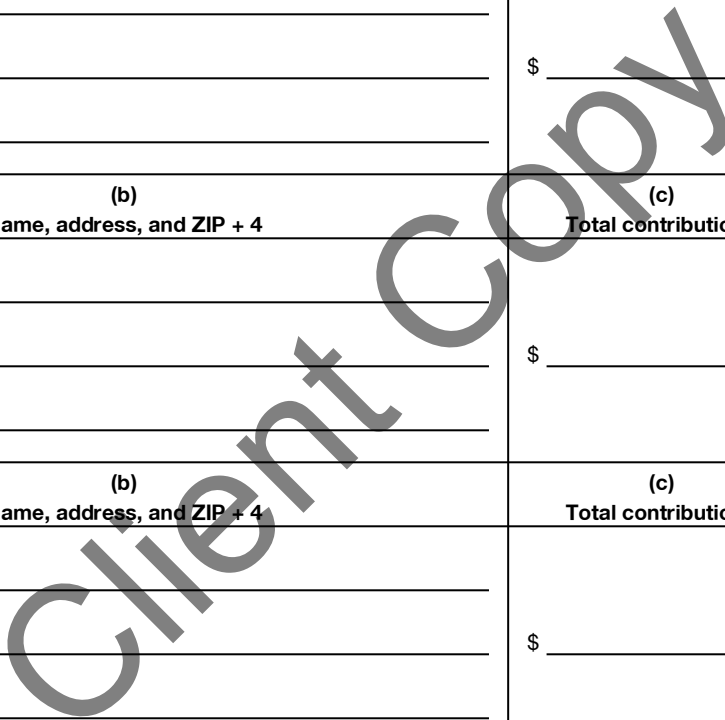 $
(b) (c)
ame, address, and ZIP + 4 Total contributio
$
(b) (c)
ame, address, and ZIP + 4 Total contributio
$
Client Copy